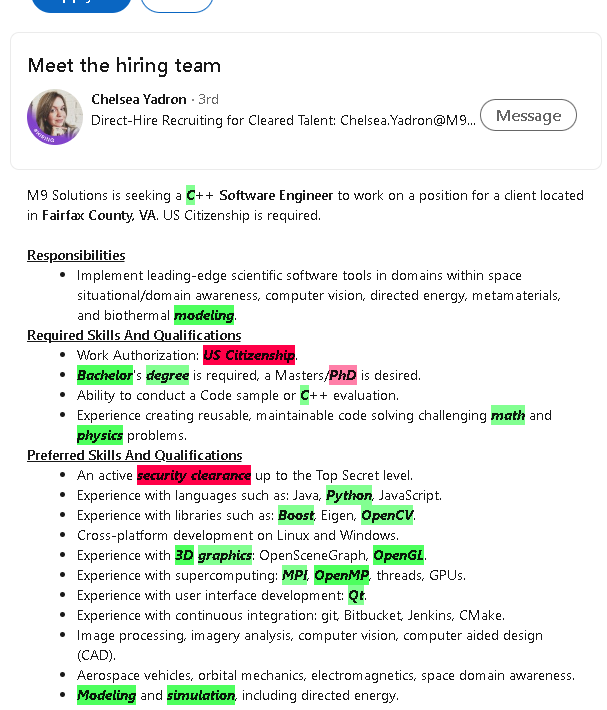 Meet the hiring team
Chelsea Yadron · 3rd
Direct-Hire Recruiting for Cleared Talent: Chelsea.Yadron@M9...
Message
#HIRING
M9 Solutions is seeking a C++ Software Engineer to work on a position for a client located
in Fairfax County, VA. US Citizenship is required.
Responsibilities
• Implement leading-edge scientific software tools in domains within space
situational/domain awareness, computer vision, directed energy, metamaterials,
and biothermal modeling.
Required Skills And Qualifications
• Work Authorization: US Citizenship.
• Bachelor's degree is required, a Masters/PhD is desired.
• Ability to conduct a Code sample or C++ evaluation.
• Experience creating reusable, maintainable code solving challenging math and
physics problems.
Preferred Skills And Qualifications
• An active security clearance up to the Top Secret level.
• Experience with languages such as: Java, Python, JavaScript.
• Experience with libraries such as: Boost, Eigen, OpenCV.
• Cross-platform development on Linux and Windows.
• Experience with 3D graphics: OpenSceneGraph, OpenGL.
• Experience with supercomputing: MPI, OpenMP, threads, GPUs.
• Experience with user interface development: Qt.
• Experience with continuous integration: git, Bitbucket, Jenkins, CMake.
• Image processing, imagery analysis, computer vision, computer aided design
(CAD).
• Aerospace vehicles, orbital mechanics, electromagnetics, space domain awareness.
• Modeling and simulation, including directed energy.